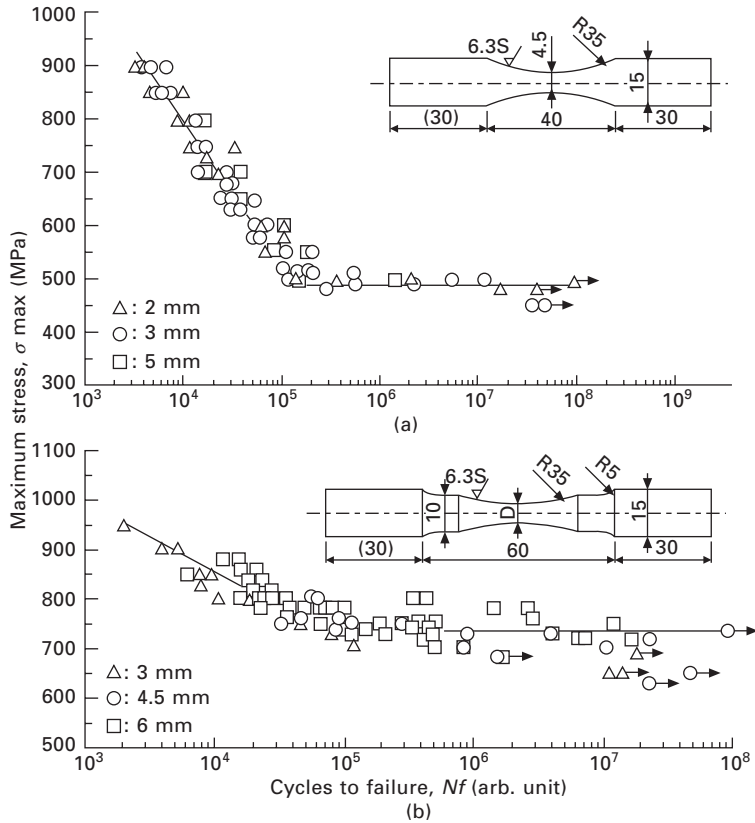 Maximum stress, σ max (MPa)
1000
900
800
700
600
500
400
300
10³ 10⁴ 10⁵ 10⁶ 10⁷ 10⁸ 10⁹
△: 2 mm
○: 3 mm
□: 5 mm
6.3S
4.5
R35
15
(30) 40 30
(a)
1100
1000
900
800
700
600
500
10³ 10⁴ 10⁵ 10⁶ 10⁷ 10⁸
△: 3 mm
○: 4.5 mm
□: 6 mm
6.3S
R35
R5
10
D
15
(30) 60 30
Cycles to failure, Nf (arb. unit)
(b)